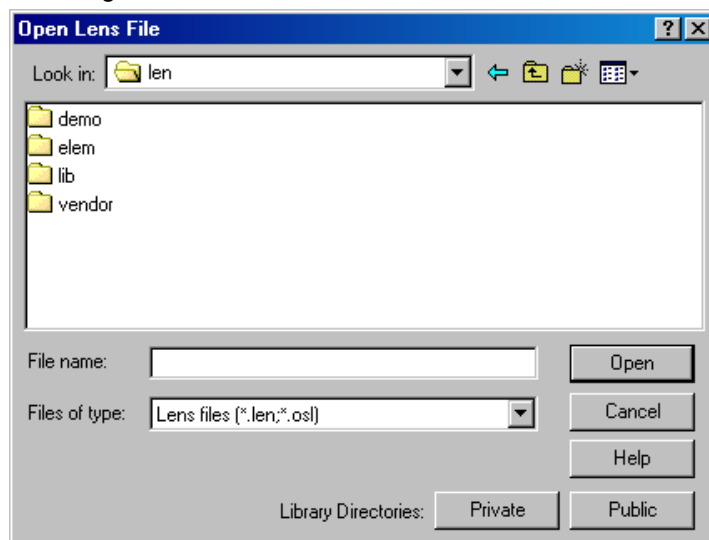 Open Lens File
Look in: len
demo
elem
lib
vendor
File name: Open
Files of type: Lens files (*.len;*.osl) Cancel
Help
Library Directories: Private Public